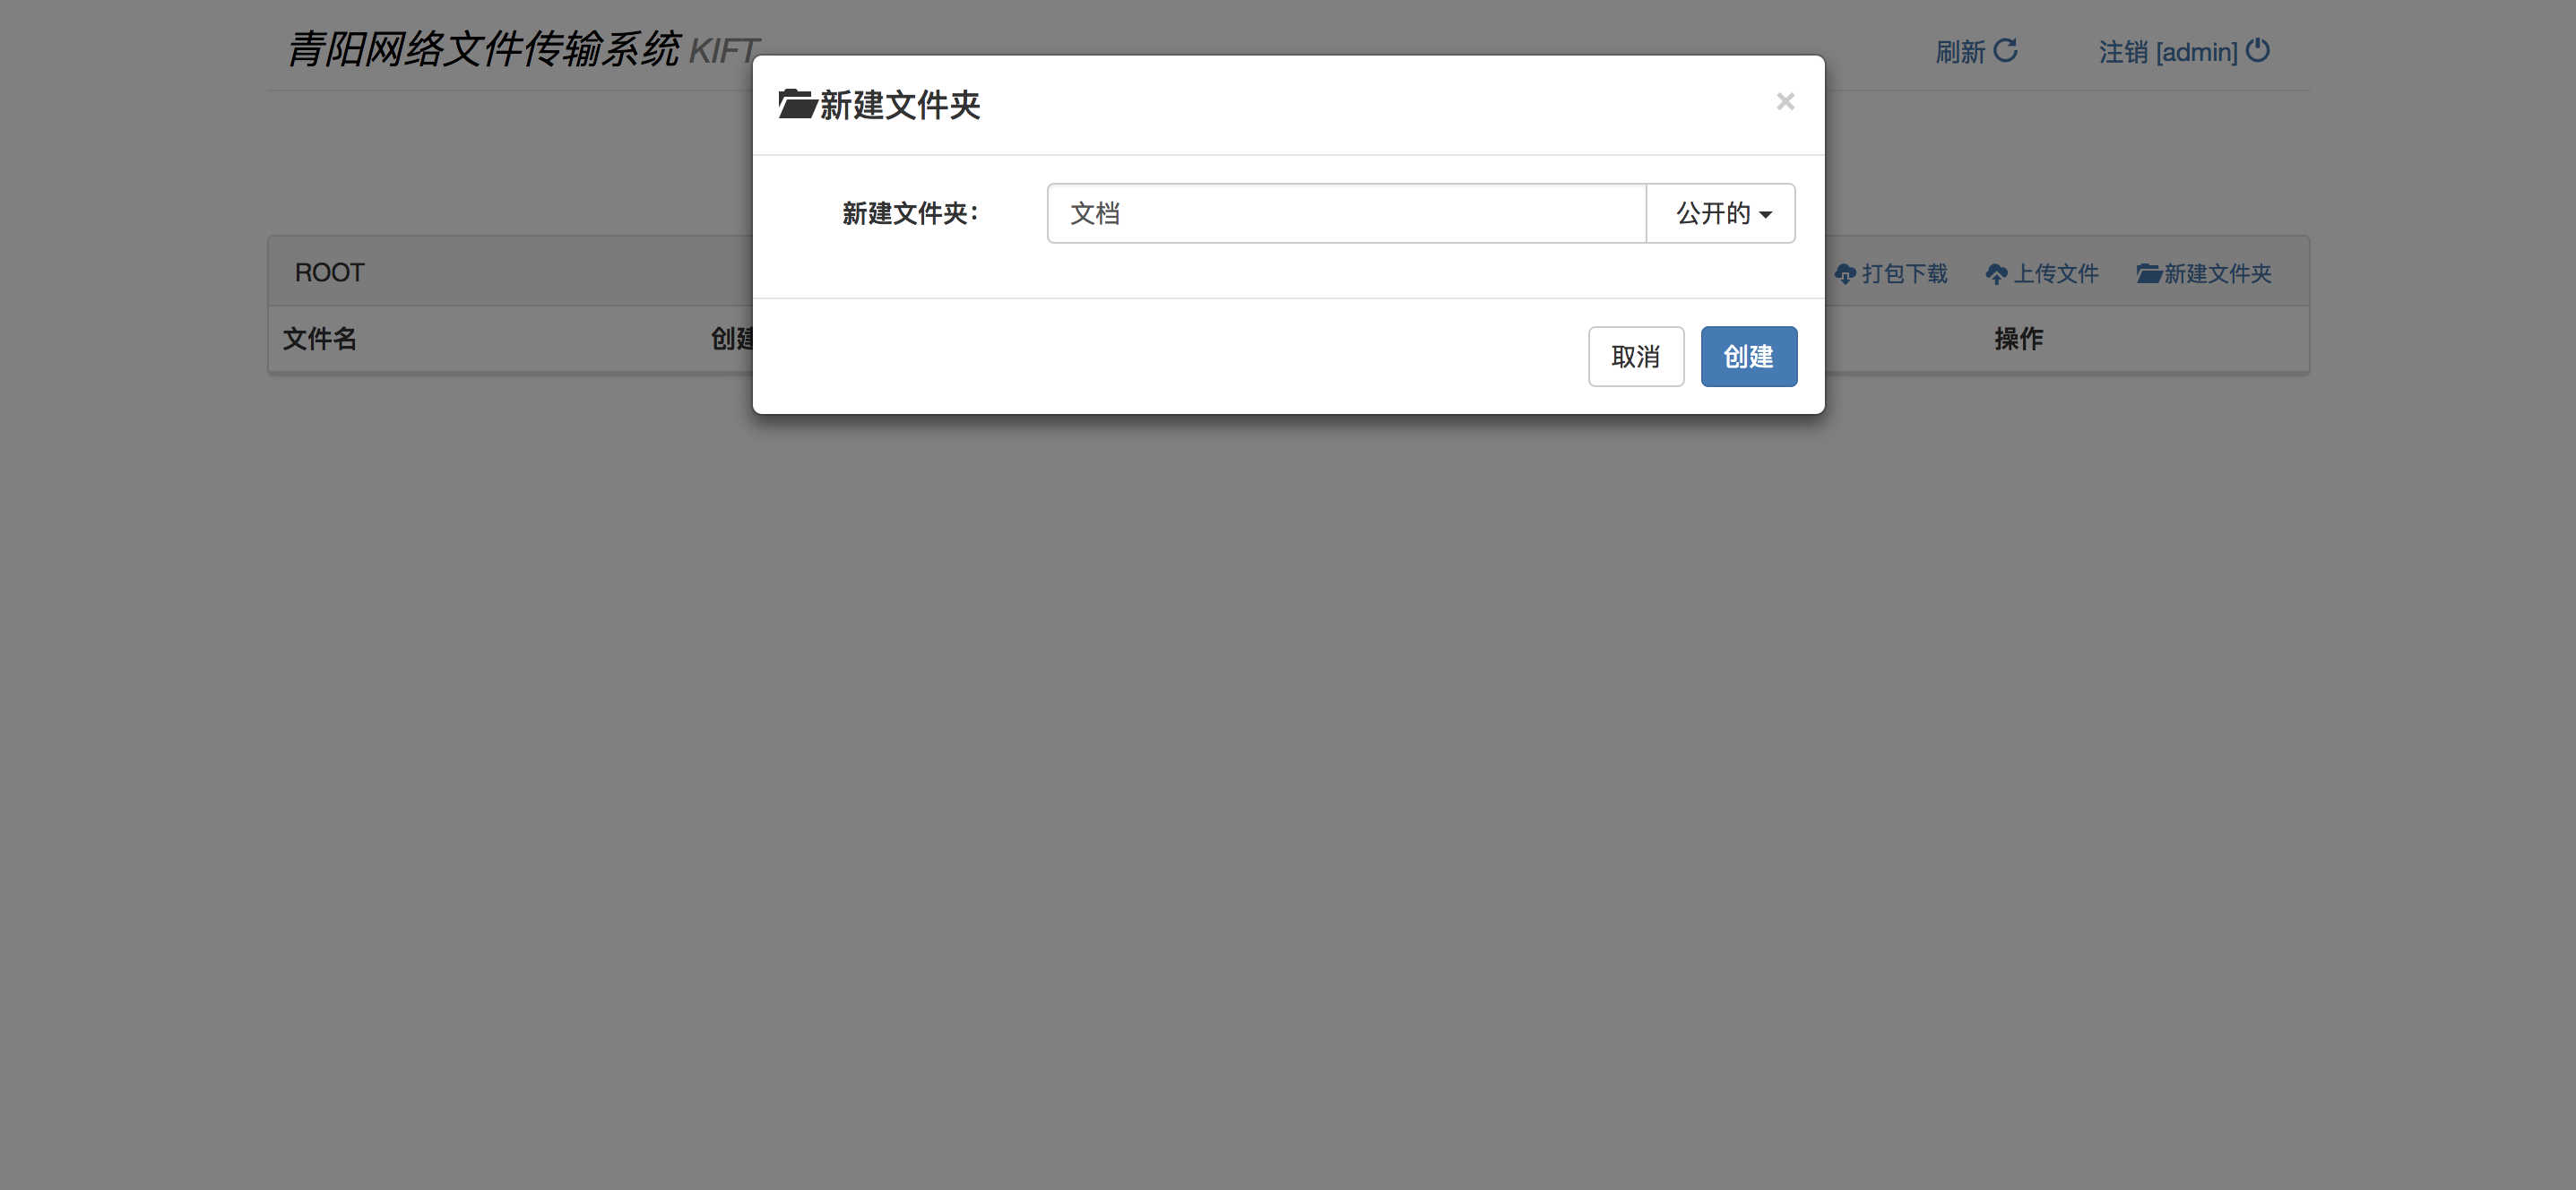 青阳网络文件传输系统 KIFT
刷新
注销 [admin]
新建文件夹
×
新建文件夹：
文档
公开的
ROOT
打包下载
上传文件
新建文件夹
文件名
创建
操作
取消
创建